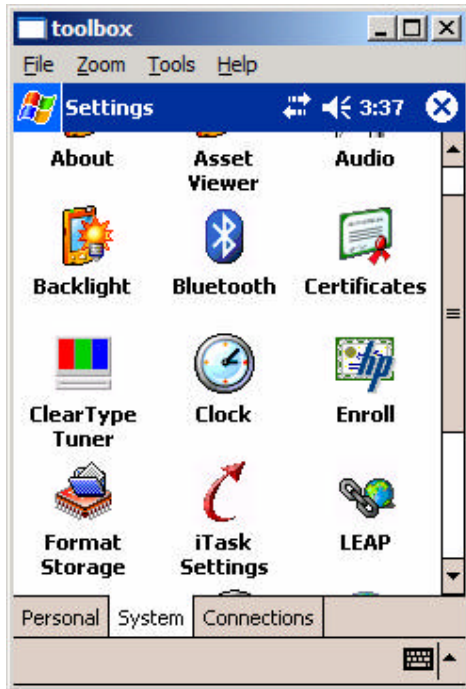 toolbox
File Zoom Tools Help
Settings 3:37
About Asset Viewer Audio
Backlight Bluetooth Certificates
ClearType Tuner Clock Enroll
hp
Format Storage iTask Settings LEAP
Personal System Connections